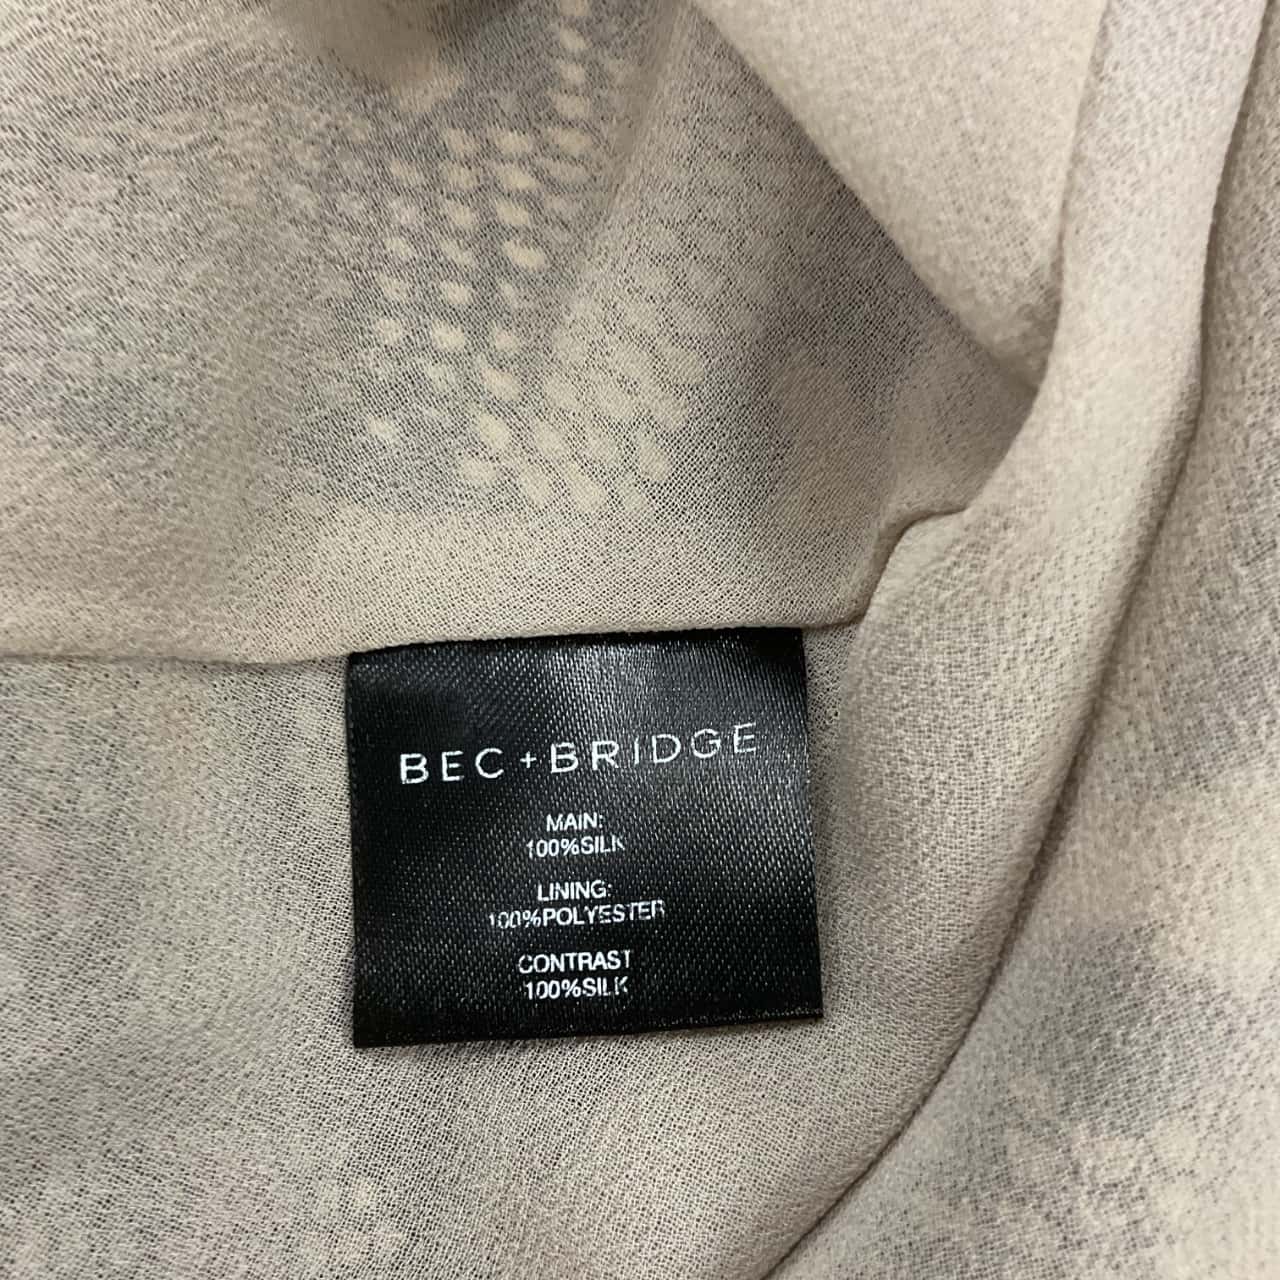 BEC + BRIDGE
MAIN:
100%SILK
LINING:
100%POLYESTER
CONTRAST
100%SILK